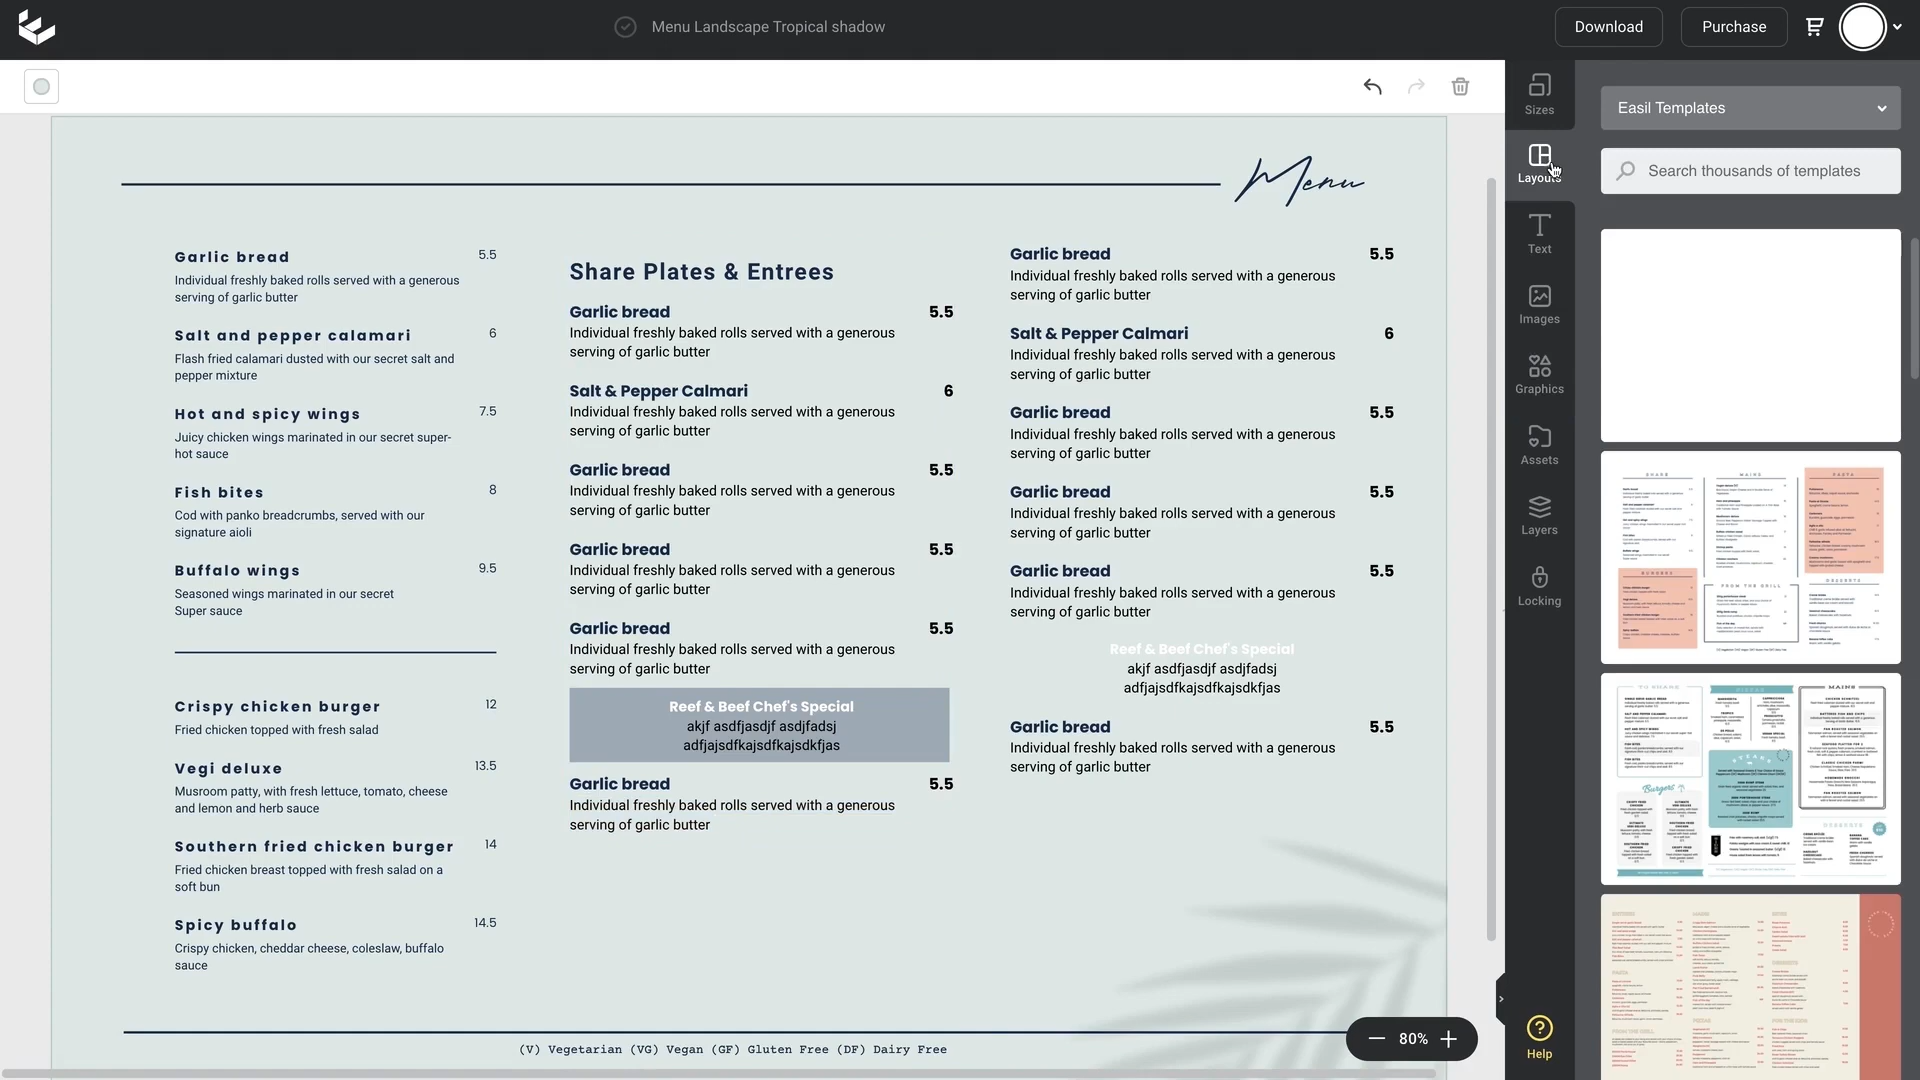 Menu Landscape Tropical shadow
Download
Purchase
Menu
Garlic bread 5.5
Individual freshly baked rolls served with a generous
serving of garlic butter
Salt and pepper calamari 6
Flash fried calamari dusted with our secret salt and
pepper mixture
Hot and spicy wings 7.5
Juicy chicken wings marinated in our secret super-
hot sauce
Fish bites 8
Cod with panko breadcrumbs, served with our
signature aioli
Buffalo wings 9.5
Seasoned wings marinated in our secret
Super sauce
Crispy chicken burger 12
Fried chicken topped with fresh salad
Vegi deluxe 13.5
Musroom patty, with fresh lettuce, tomato, cheese
and lemon and herb sauce
Southern fried chicken burger 14
Fried chicken breast topped with fresh salad on a
soft bun
Spicy buffalo 14.5
Crispy chicken, cheddar cheese, coleslaw, buffalo
sauce
Share Plates & Entrees
Garlic bread 5.5
Individual freshly baked rolls served with a generous
serving of garlic butter
Salt & Pepper Calmari 6
Individual freshly baked rolls served with a generous
serving of garlic butter
Garlic bread 5.5
Individual freshly baked rolls served with a generous
serving of garlic butter
Garlic bread 5.5
Individual freshly baked rolls served with a generous
serving of garlic butter
Garlic bread 5.5
Individual freshly baked rolls served with a generous
serving of garlic butter
Reef & Beef Chef's Special
akjf asdfjasdjf asdjfadsj
adfjajsdfkajsdfkajsdkfjas
Garlic bread 5.5
Individual freshly baked rolls served with a generous
serving of garlic butter
Garlic bread 5.5
Individual freshly baked rolls served with a generous
serving of garlic butter
Salt & Pepper Calmari 6
Individual freshly baked rolls served with a generous
serving of garlic butter
Garlic bread 5.5
Individual freshly baked rolls served with a generous
serving of garlic butter
Garlic bread 5.5
Individual freshly baked rolls served with a generous
serving of garlic butter
Garlic bread 5.5
Individual freshly baked rolls served with a generous
serving of garlic butter
Reef & Beef Chef's Special
akjf asdfjasdjf asdjfadsj
adfjajsdfkajsdfkajsdkfjas
Garlic bread 5.5
Individual freshly baked rolls served with a generous
serving of garlic butter
(V) Vegetarian (VG) Vegan (GF) Gluten Free (DF) Dairy Free
80%
Sizes
Layouts
Text
Images
Graphics
Assets
Layers
Locking
Help
Easil Templates
Search thousands of templates
SHARE
MAINS
PASTA
BURGERS
FROM THE GRILL
DESSERTS
TO SHARE
MAINS
STEAKS
Burgers
DESSERTS